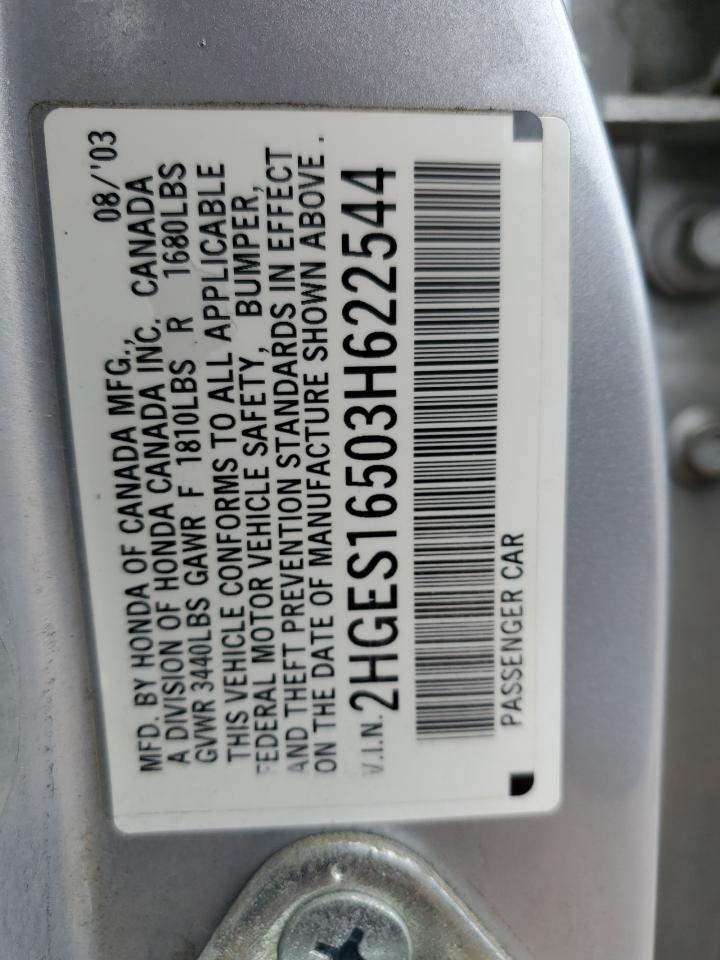 MFD. BY HONDA OF CANADA MFG., 08/'03
A DIVISION OF HONDA CANADA INC. CANADA
GVWR 3440LBS GAWR F 1810LBS R 1680LBS
THIS VEHICLE CONFORMS TO ALL APPLICABLE
FEDERAL MOTOR VEHICLE SAFETY, BUMPER,
AND THEFT PREVENTION STANDARDS IN EFFECT
ON THE DATE OF MANUFACTURE SHOWN ABOVE.
V.I.N. 2HGES16503H622544
PASSENGER CAR